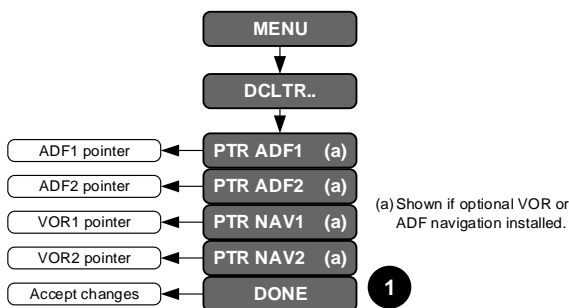 MENU
DCLTR..
ADF1 pointer
PTR ADF1 (a)
ADF2 pointer
PTR ADF2 (a)
VOR1 pointer
PTR NAV1 (a)
VOR2 pointer
PTR NAV2 (a)
Accept changes
DONE
1
(a) Shown if optional VOR or
ADF navigation installed.